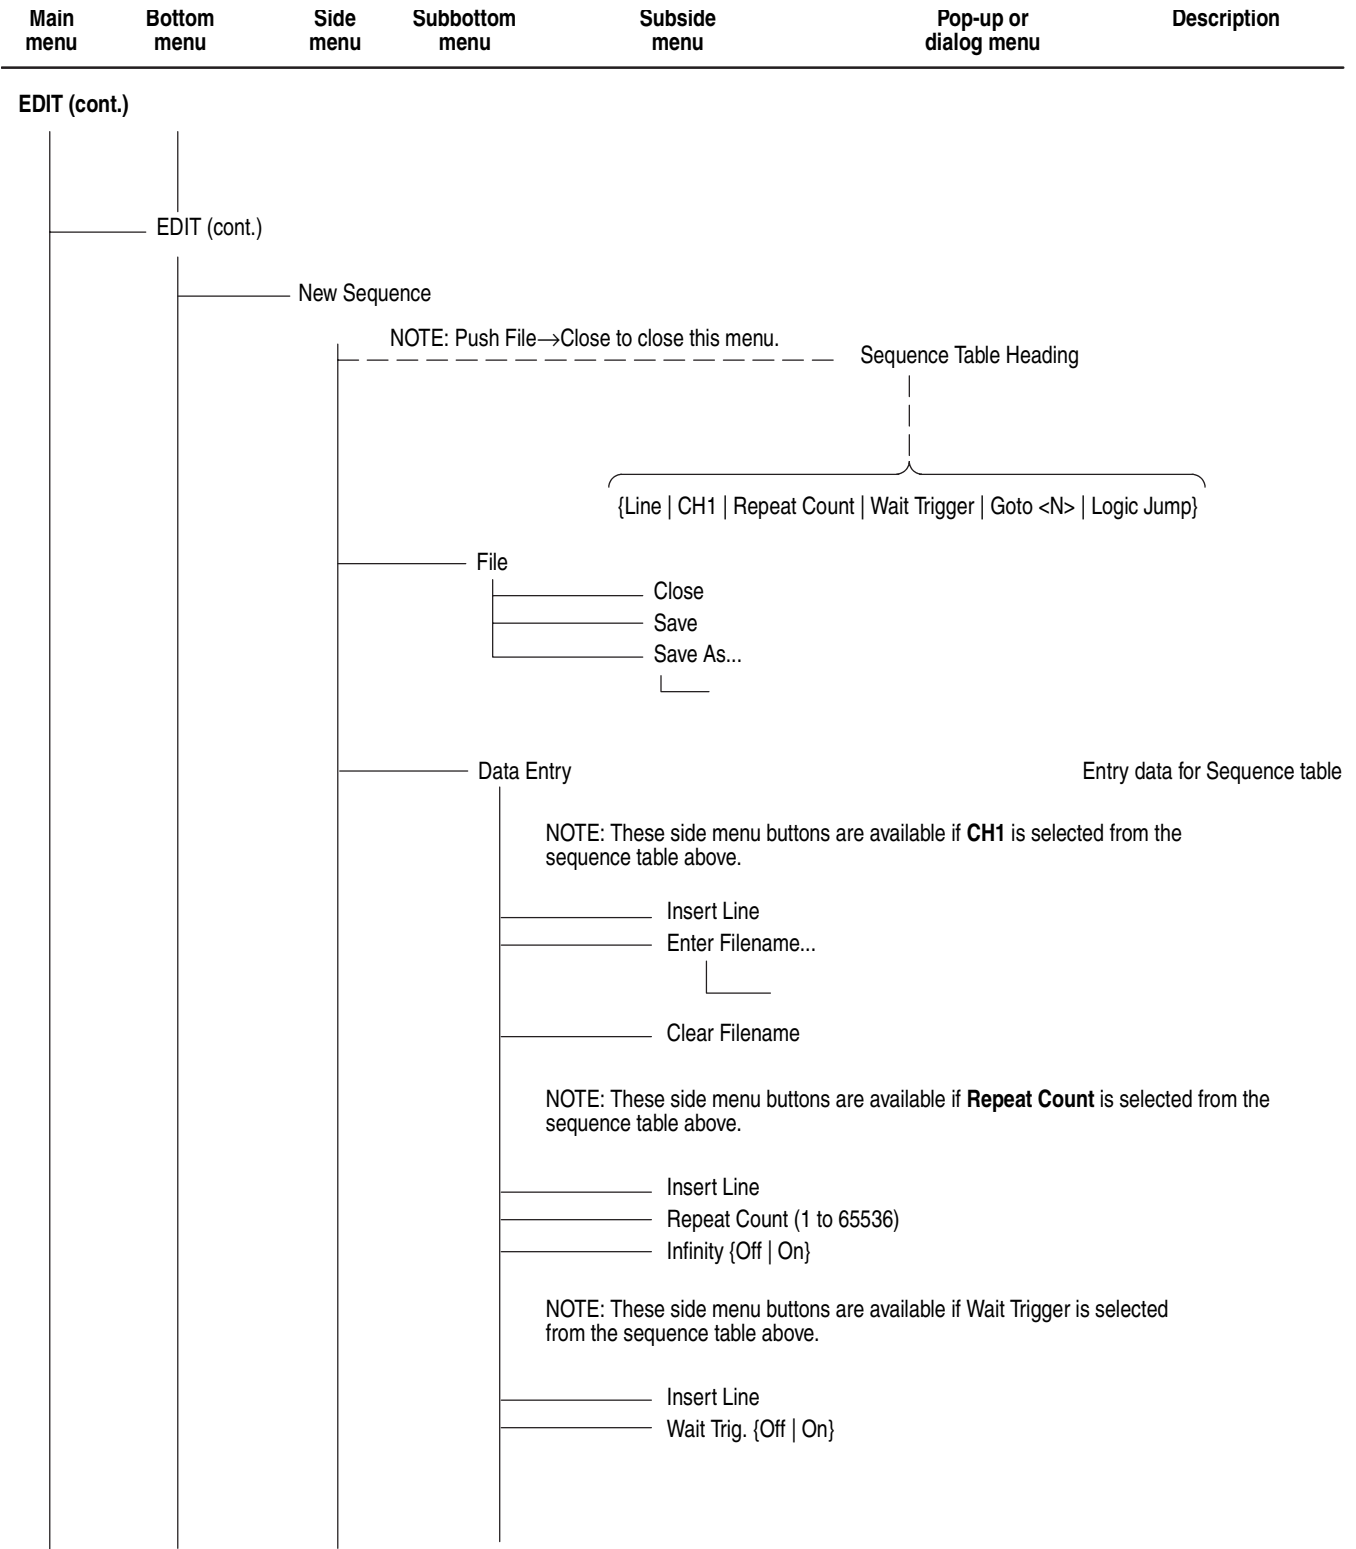 Main menu Bottom menu Side menu Subbottom menu Subside menu Pop-up or dialog menu Description
EDIT (cont.)
EDIT (cont.)
New Sequence
NOTE: Push File→Close to close this menu.
Sequence Table Heading
{Line | CH1 | Repeat Count | Wait Trigger | Goto <N> | Logic Jump}
File
Close
Save
Save As...
Data Entry Entry data for Sequence table
NOTE: These side menu buttons are available if CH1 is selected from the
sequence table above.
Insert Line
Enter Filename...
Clear Filename
NOTE: These side menu buttons are available if Repeat Count is selected from the
sequence table above.
Insert Line
Repeat Count (1 to 65536)
Infinity {Off | On}
NOTE: These side menu buttons are available if Wait Trigger is selected
from the sequence table above.
Insert Line
Wait Trig. {Off | On}